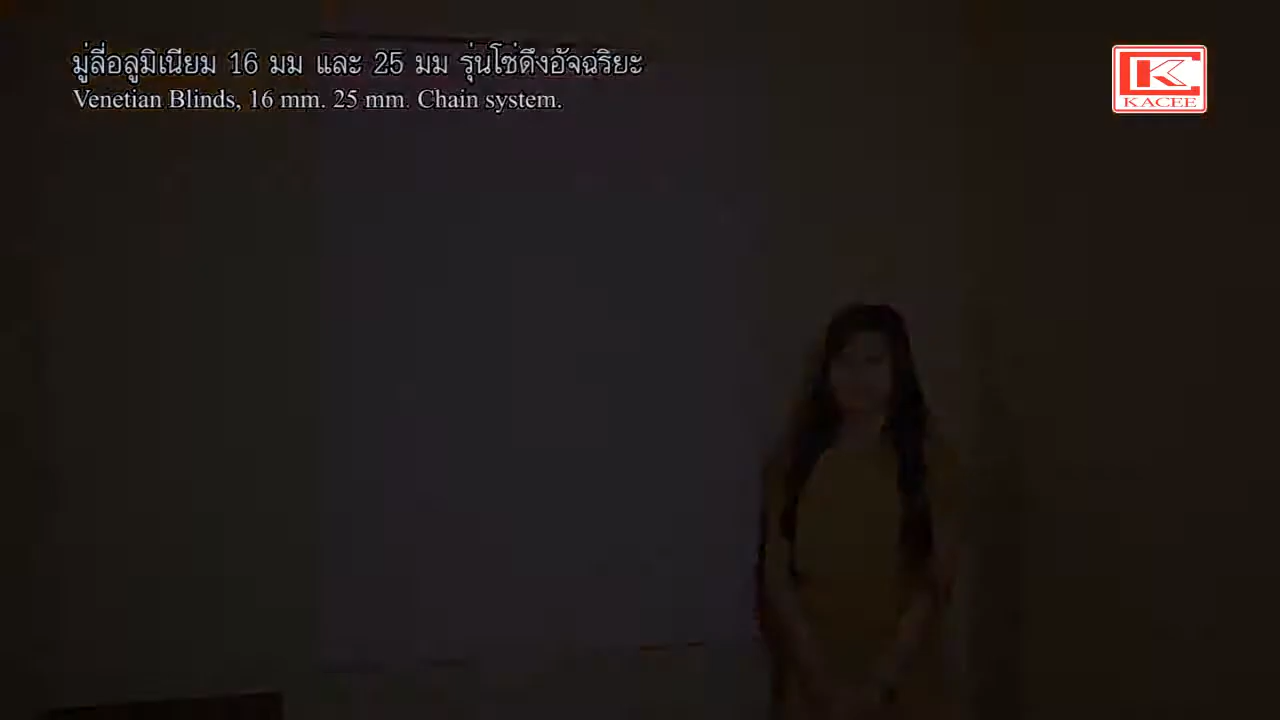 มู่ลี่อลูมิเนียม 16 มม และ 25 มม รุ่นโซ่ดึงอัจฉริยะ
Venetian Blinds, 16 mm. 25 mm. Chain system.
KACEE